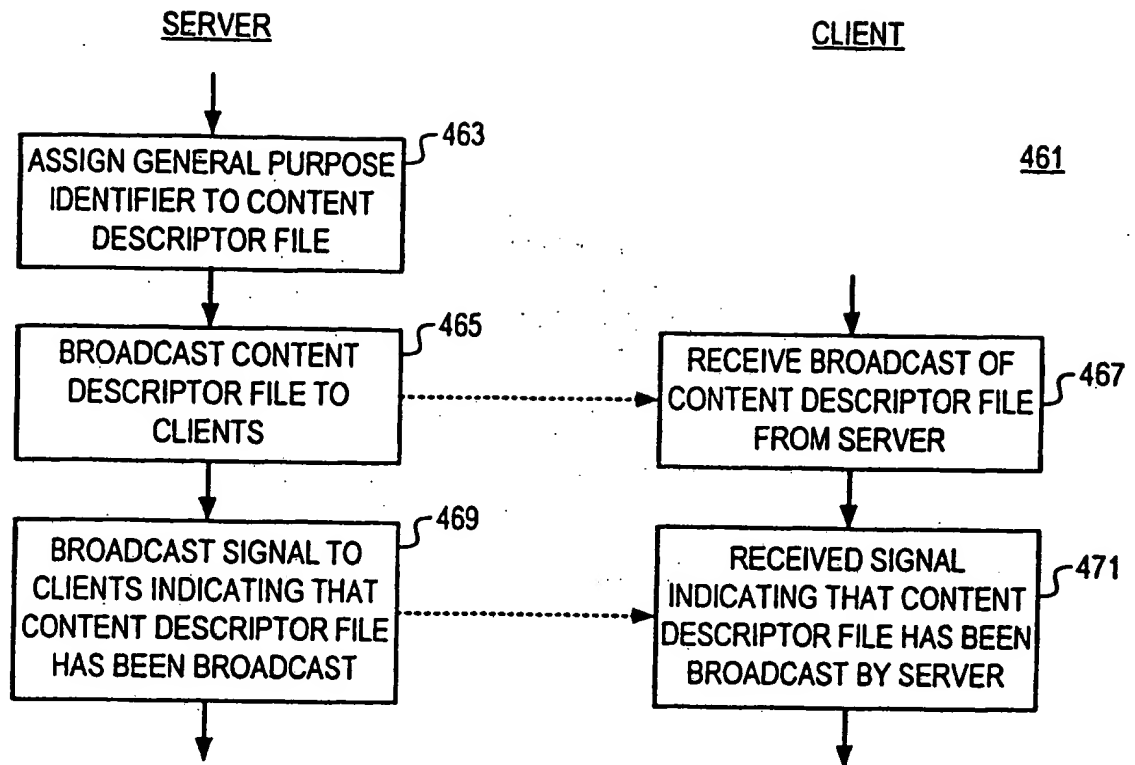 SERVER
CLIENT
463
ASSIGN GENERAL PURPOSE
IDENTIFIER TO CONTENT
DESCRIPTOR FILE
461
465
BROADCAST CONTENT
DESCRIPTOR FILE TO
CLIENTS
RECEIVE BROADCAST OF
CONTENT DESCRIPTOR FILE
FROM SERVER
467
469
BROADCAST SIGNAL TO
CLIENTS INDICATING THAT
CONTENT DESCRIPTOR FILE
HAS BEEN BROADCAST
RECEIVED SIGNAL
INDICATING THAT CONTENT
DESCRIPTOR FILE HAS BEEN
BROADCAST BY SERVER
471